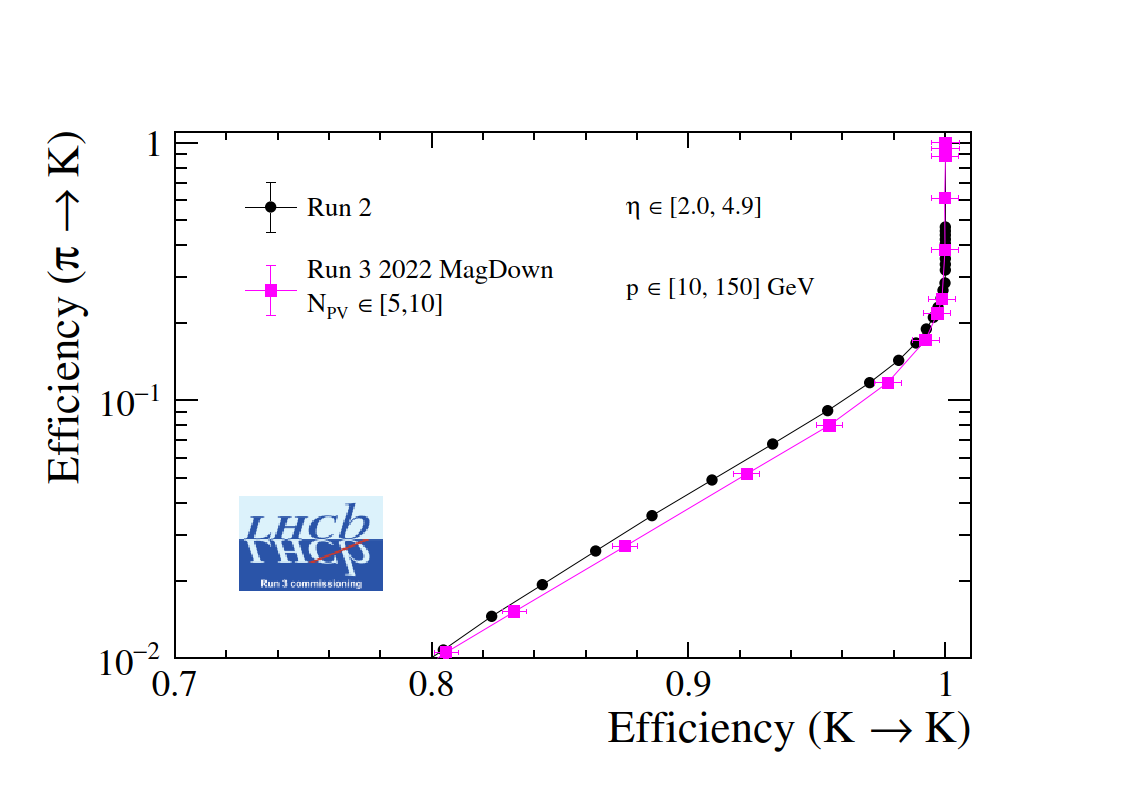 Efficiency (π → K)
1
10⁻¹
10⁻²
Run 2
Run 3 2022 MagDown
N_PV ∈ [5,10]
η ∈ [2.0, 4.9]
p ∈ [10, 150] GeV
LHCb
LHCb
Run 3 commissioning
0.7 0.8 0.9 1
Efficiency (K → K)